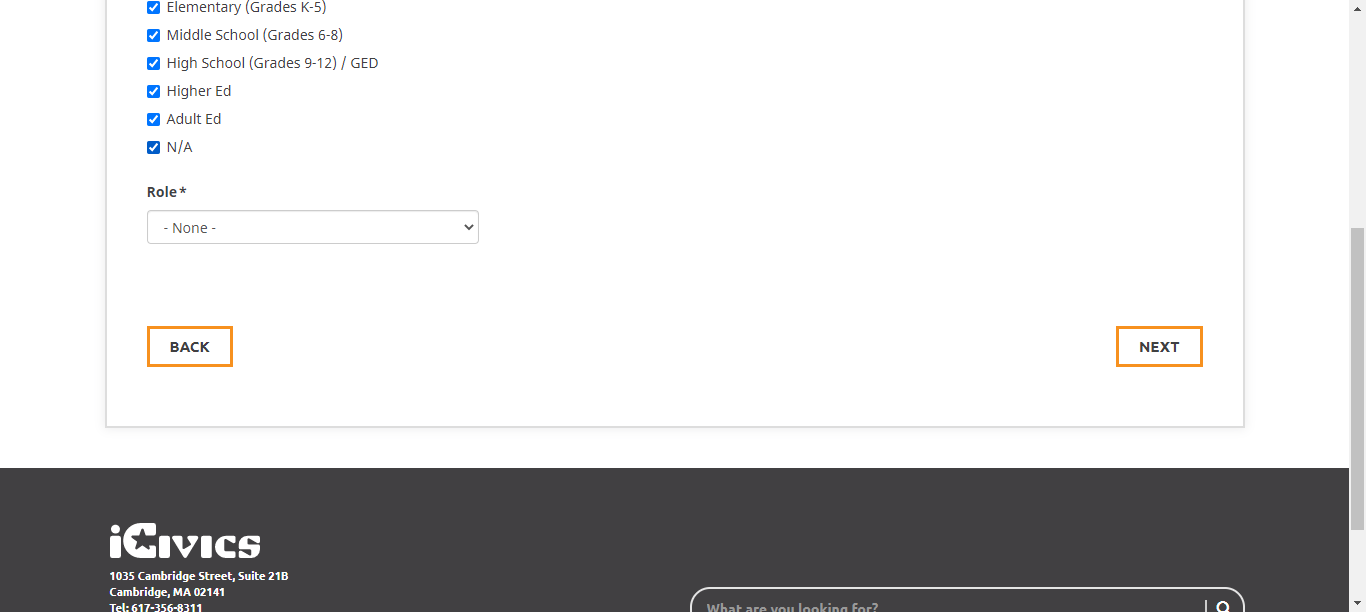 Elementary (Grades K-5)
Middle School (Grades 6-8)
High School (Grades 9-12) / GED
Higher Ed
Adult Ed
N/A
Role*
- None -
BACK
NEXT
iCivics
1035 Cambridge Street, Suite 21B
Cambridge, MA 02141
Tel: 617-356-8311
What are you looking for?